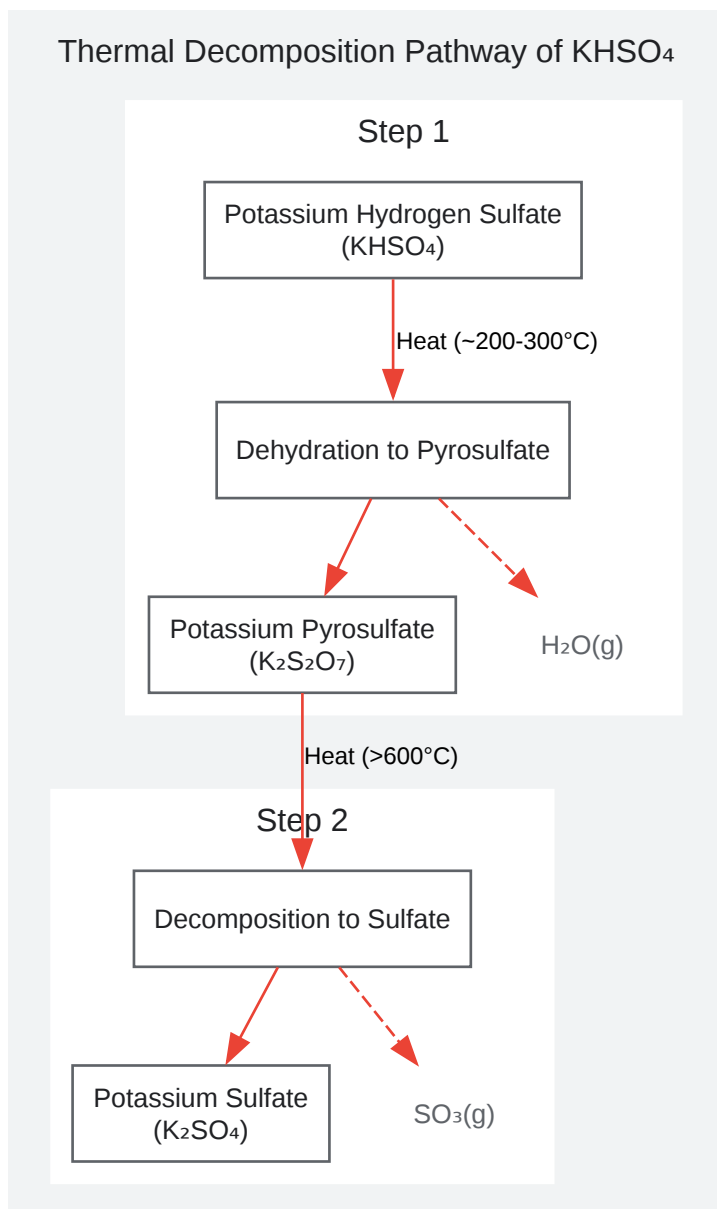 Thermal Decomposition Pathway of KHSO₄
Step 1
Potassium Hydrogen Sulfate
(KHSO₄)
Heat (~200-300°C)
Dehydration to Pyrosulfate
Potassium Pyrosulfate
(K₂S₂O₇)
H₂O(g)
Heat (>600°C)
Step 2
Decomposition to Sulfate
Potassium Sulfate
(K₂SO₄)
SO₃(g)